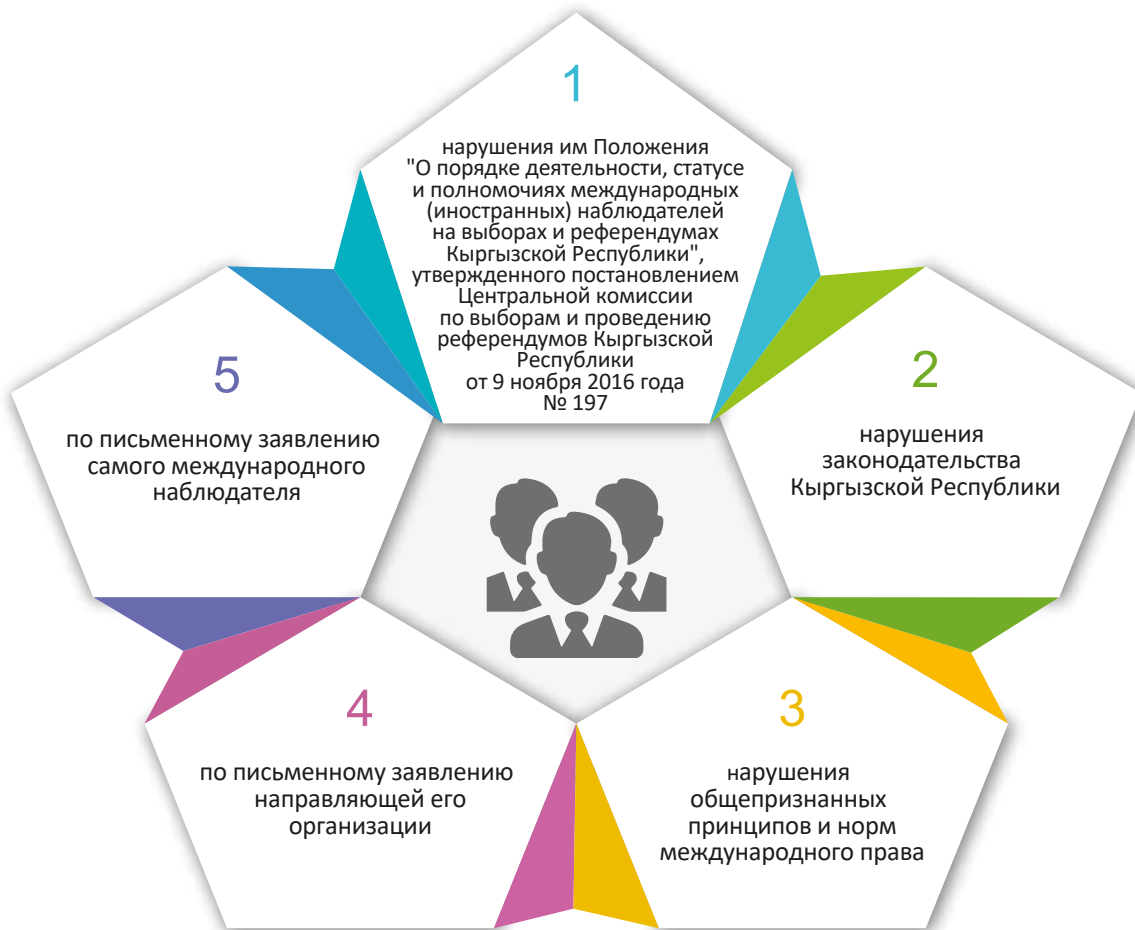 1
нарушения им Положения
"О порядке деятельности, статусе
и полномочиях международных
(иностранных) наблюдателей
на выборах и референдумах
Кыргызской Республики",
утвержденного постановлением
Центральной комиссии
по выборам и проведению
референдумов Кыргызской
Республики
от 9 ноября 2016 года
№ 197
2
нарушения
законодательства
Кыргызской Республики
3
нарушения
общепризнанных
принципов и норм
международного права
4
по письменному заявлению
направляющей его
организации
5
по письменному заявлению
самого международного
наблюдателя